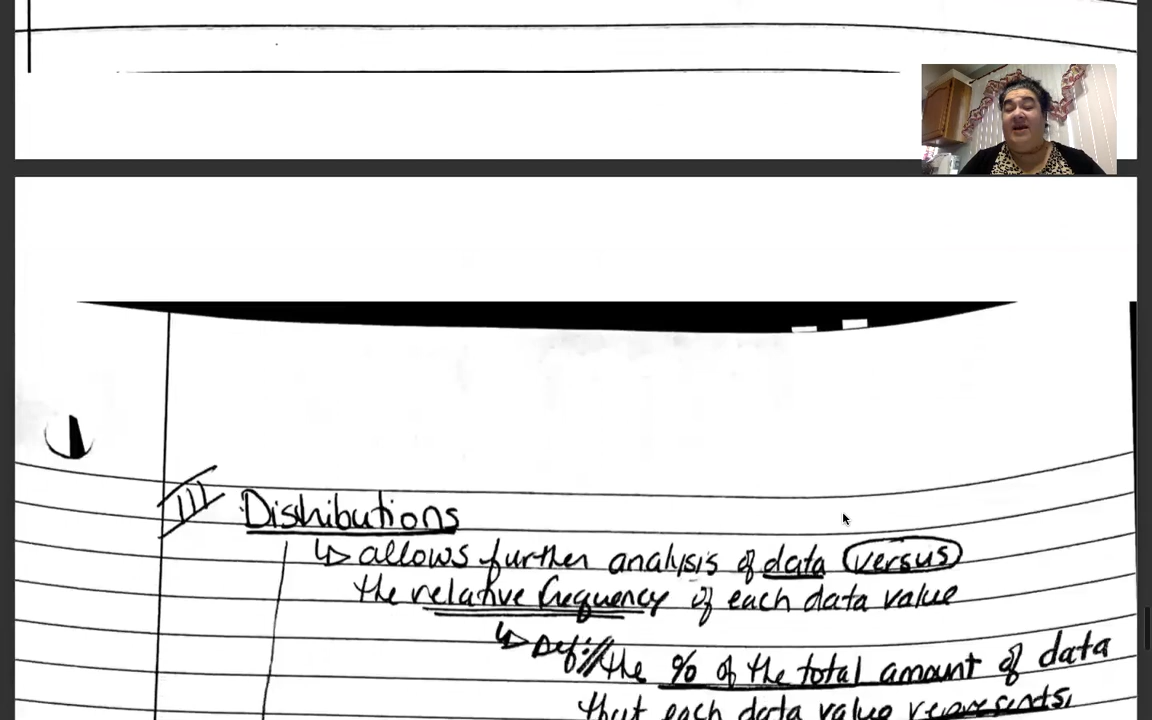 III Distributions
↳ allows further analysis of data versus
the relative frequency of each data value
↳ Def:// the % of the total amount of data
that each data value represents.